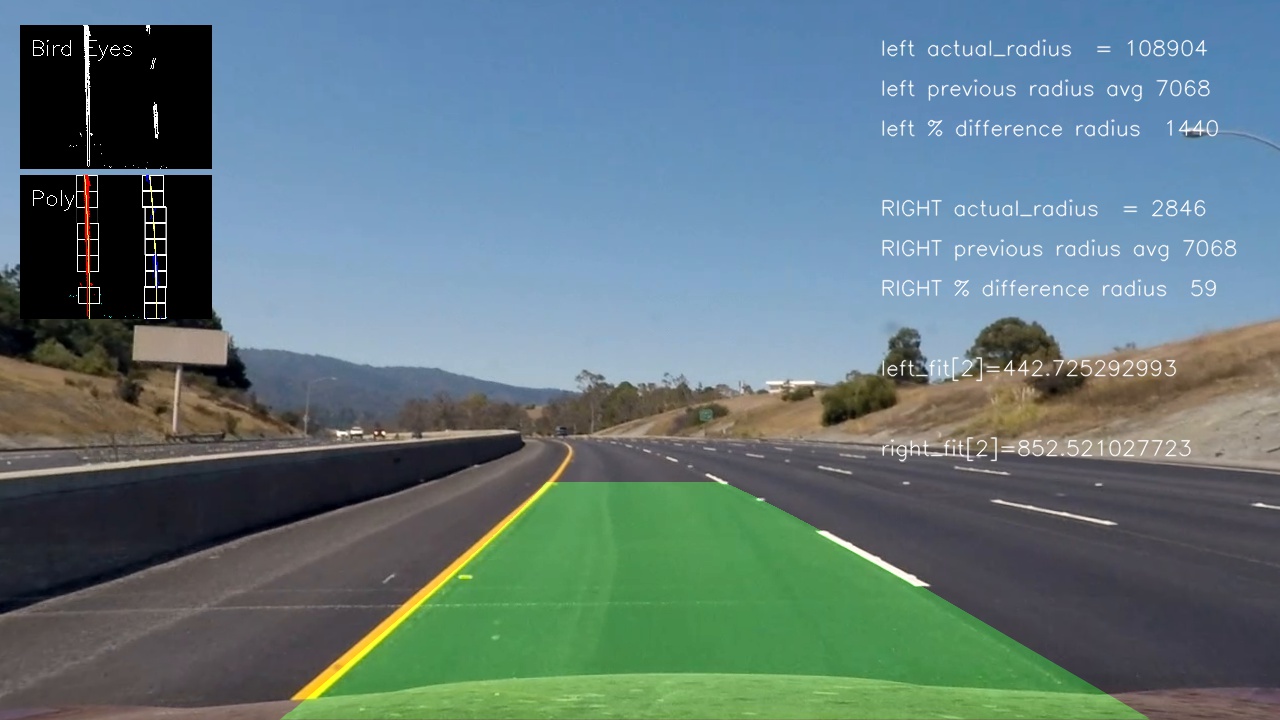 Bird Eyes
Poly
left actual_radius = 108904
left previous radius avg 7068
left % difference radius 1440
RIGHT actual_radius = 2846
RIGHT previous radius avg 7068
RIGHT % difference radius 59
left_fit[2]=442.725292993
right_fit[2]=852.521027723